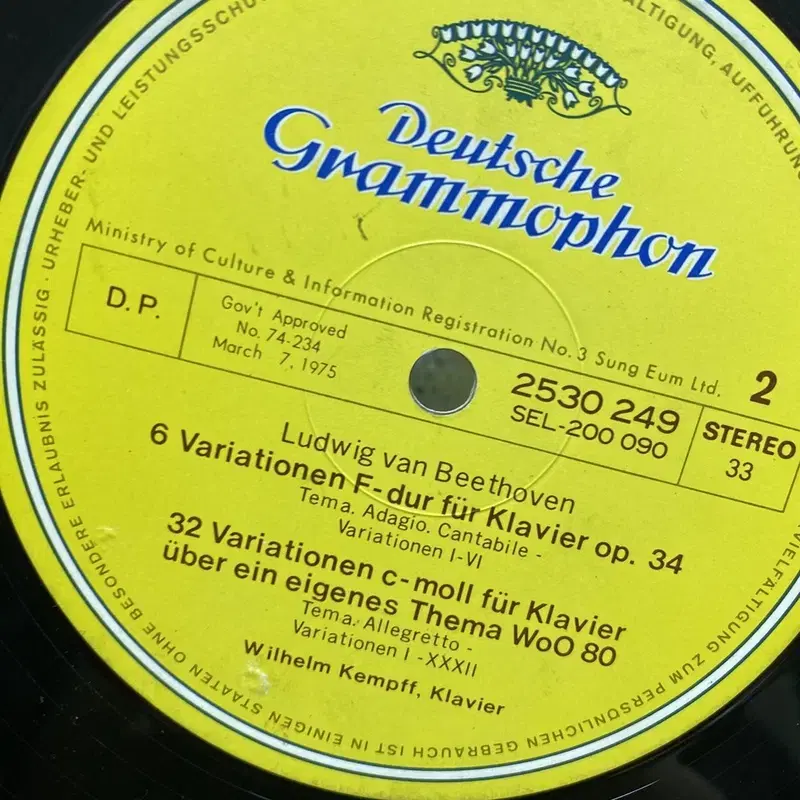 Deutsche
Grammophon
Ministry of Culture & Information Registration No. 3 Sung Eum Ltd.
D.P.
Gov't Approved
No. 74-234
March 7, 1975
2530 249
SEL-200 090
2
STEREO
33
Ludwig van Beethoven
6 Variationen F-dur für Klavier op. 34
Tema. Adagio. Cantabile -
Variationen I-VI
32 Variationen c-moll für Klavier
über ein eigenes Thema WoO 80
Tema. Allegretto -
Variationen I-XXXII
Wilhelm Kempff, Klavier
VIELFÄLTIGUNG ZUM PERSÖNLICHEN GEBRAUCH IST IN EINIGEN STAATEN OHNE BESONDERE ERLAUBNIS ZULÄSSIG · URHEBER- UND LEISTUNGSSCHU
ÄLTIGUNG, AUFFÜHRUNG